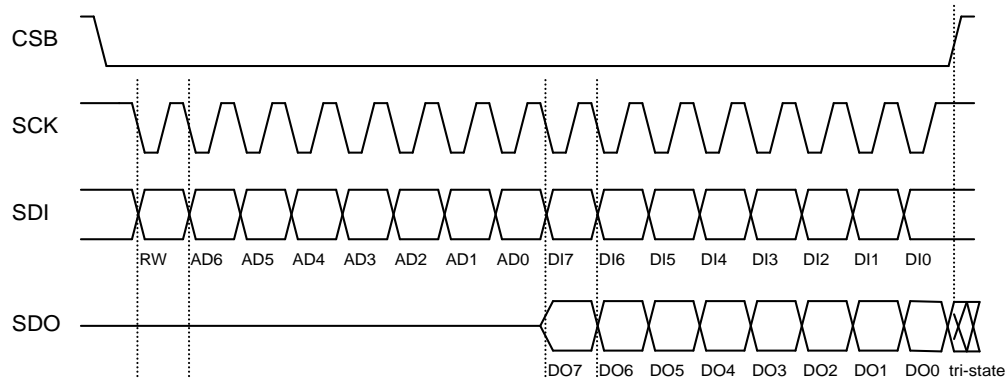 CSB
SCK
SDI
RW AD6 AD5 AD4 AD3 AD2 AD1 AD0 DI7 DI6 DI5 DI4 DI3 DI2 DI1 DI0
SDO
DO7 DO6 DO5 DO4 DO3 DO2 DO1 DO0 tri-state